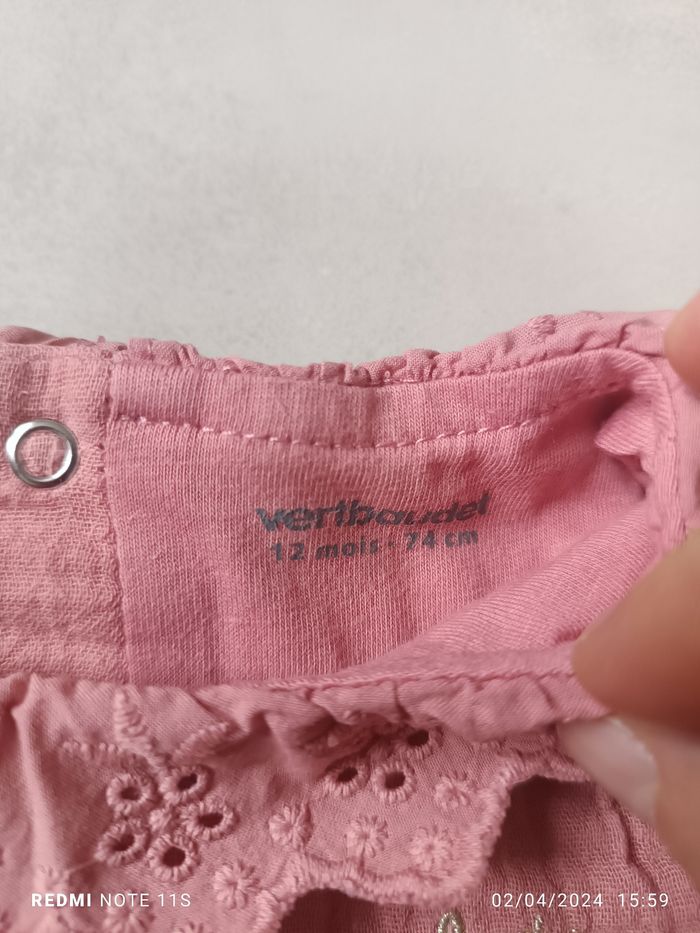 vertbaudet
12 mois - 74 cm
REDMI NOTE 11S
02/04/2024 15:59